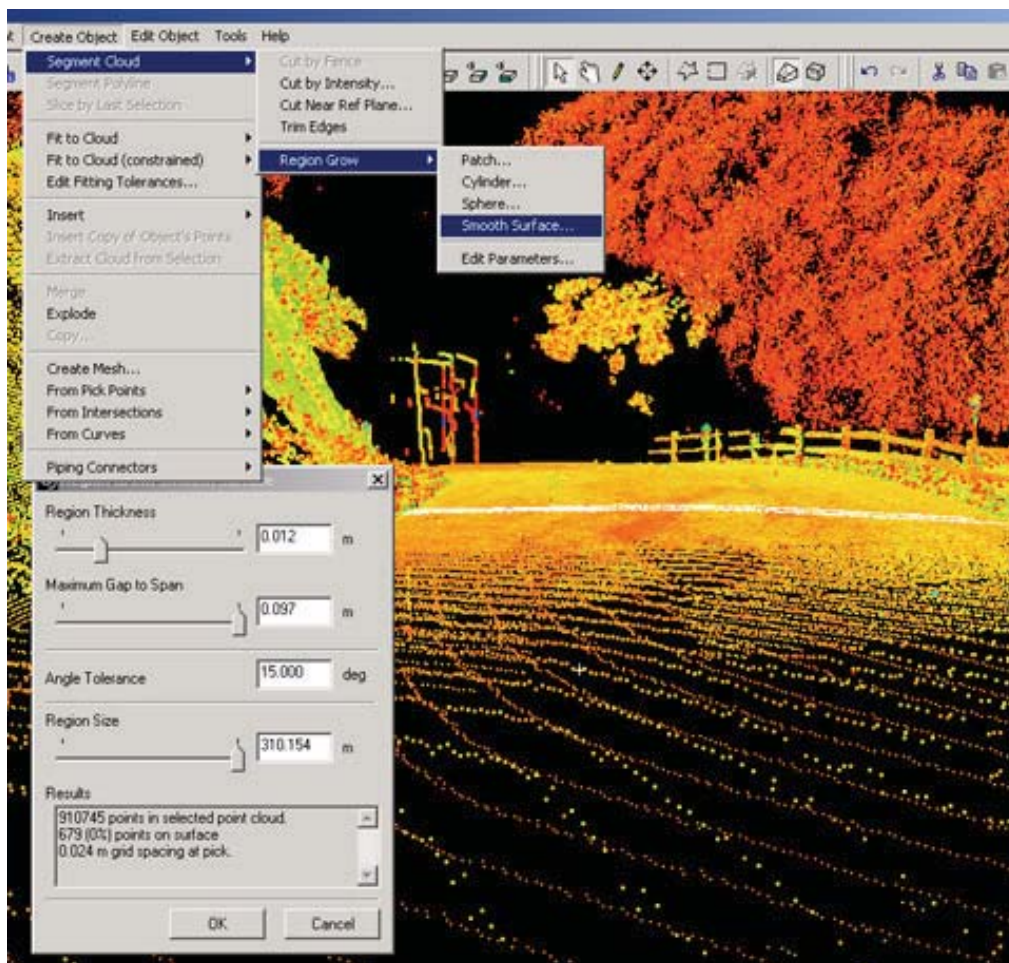 Create Object Edit Object Tools Help
Segment Cloud
Segment Polyline
Slice by Last Selection
Fit to Cloud
Fit to Cloud (constrained)
Edit Fitting Tolerances...
Insert
Insert Copy of Object's Points
Extract Cloud from Selection
Merge
Explode
Copy...
Create Mesh...
From Pick Points
From Intersections
From Curves
Piping Connectors
Cut by Fence
Cut by Intensity...
Cut Near Ref Plane...
Trim Edges
Region Grow
Patch...
Cylinder...
Sphere...
Smooth Surface...
Edit Parameters...
Region Thickness
0.012 m
Maximum Gap to Span
0.097 m
Angle Tolerance 15.000 deg
Region Size
310.154 m
Results
910745 points in selected point cloud.
679 (0%) points on surface
0.024 m grid spacing at pick.
OK Cancel